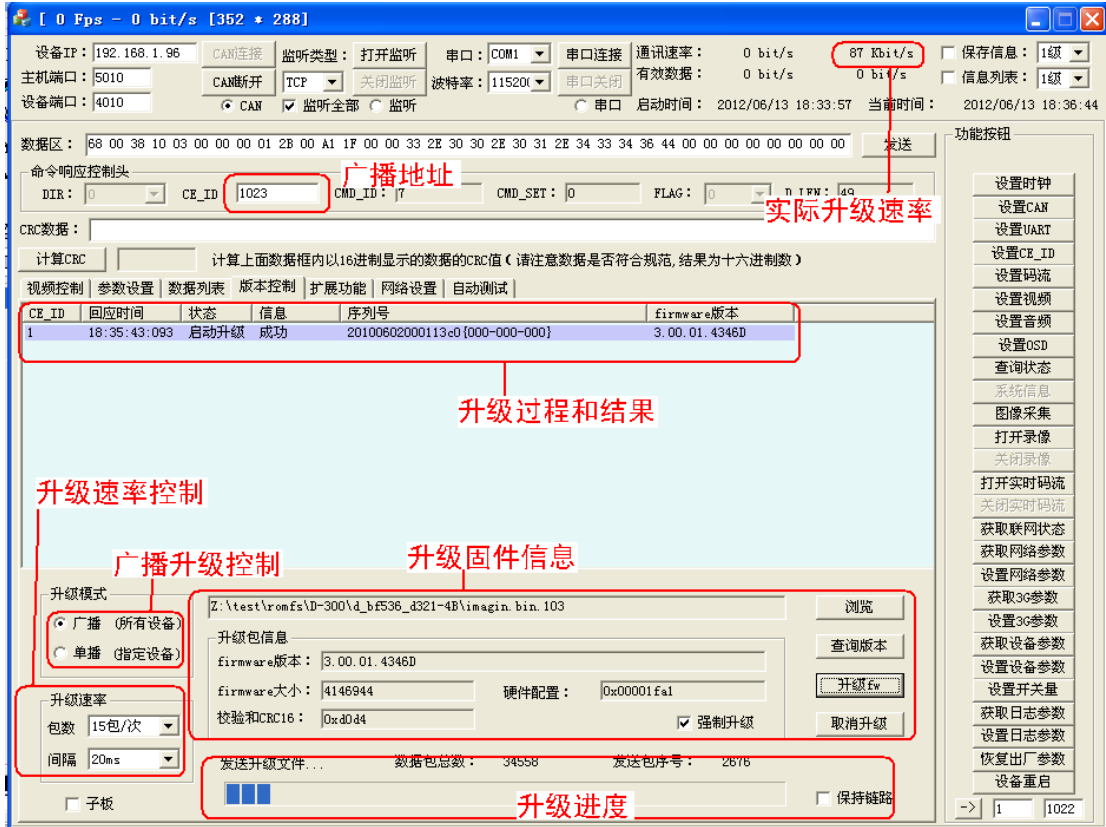 [ 0 Fps - 0 bit/s [352 * 288]
设备IP： 192.168.1.96 CAN连接 监听类型： 打开监听 串口： COM1 串口连接 通讯速率： 0 bit/s 87 Kbit/s 保存信息： 1级
主机端口： 5010 CAN断开 TCP 关闭监听 波特率： 11520( 串口关闭 有效数据： 0 bit/s 0 bit/s 信息列表： 1级
设备端口： 4010 CAN 监听全部 监听 串口 启动时间： 2012/06/13 18:33:57 当前时间： 2012/06/13 18:36:44
数据区： 68 00 38 10 03 00 00 00 01 2B 00 A1 1F 00 00 33 2E 30 30 2E 30 31 2E 34 33 34 36 44 00 00 00 00 00 00 00 00 发送
命令响应控制头 广播地址
DIR： 0 CE_ID 1023 CMD_ID： 7 CMD_SET： 0 FLAG： 0 D_LEN： 49
实际升级速率
CRC数据：
计算CRC 计算上面数据框内以16进制显示的数据的CRC值（请注意数据是否符合规范,结果为十六进制数）
视频控制 参数设置 数据列表 版本控制 扩展功能 网络设置 自动测试
CE_ID 回应时间 状态 信息 序列号 firmware版本
1 18:35:43:093 启动升级 成功 20100602000113c0{000-000-000} 3.00.01.4346D
升级过程和结果
升级速率控制
广播升级控制 升级固件信息
升级模式
广播 （所有设备）
单播 （指定设备）
Z:\test\romfs\D-300\d_bf536_d321-4B\imagin.bin.103 浏览
升级包信息 查询版本
firmware版本： 3.00.01.4346D
firmware大小： 4146944 硬件配置： 0x00001fa1 升级fw
校验和CRC16： 0xd0d4 强制升级 取消升级
升级速率
包数 15包/次
间隔 20ms
发送升级文件... 数据包总数： 34558 发送包序号： 2676
升级进度
子板 保持链路
功能按钮
设置时钟
设置CAN
设置UART
设置CE_ID
设置码流
设置视频
设置音频
设置OSD
查询状态
系统信息
图像采集
打开录像
关闭录像
打开实时码流
关闭实时码流
获取联网状态
获取网络参数
设置网络参数
获取3G参数
设置3G参数
获取设备参数
设置设备参数
设置开关量
获取日志参数
设置日志参数
恢复出厂参数
设备重启
-> 1 1022